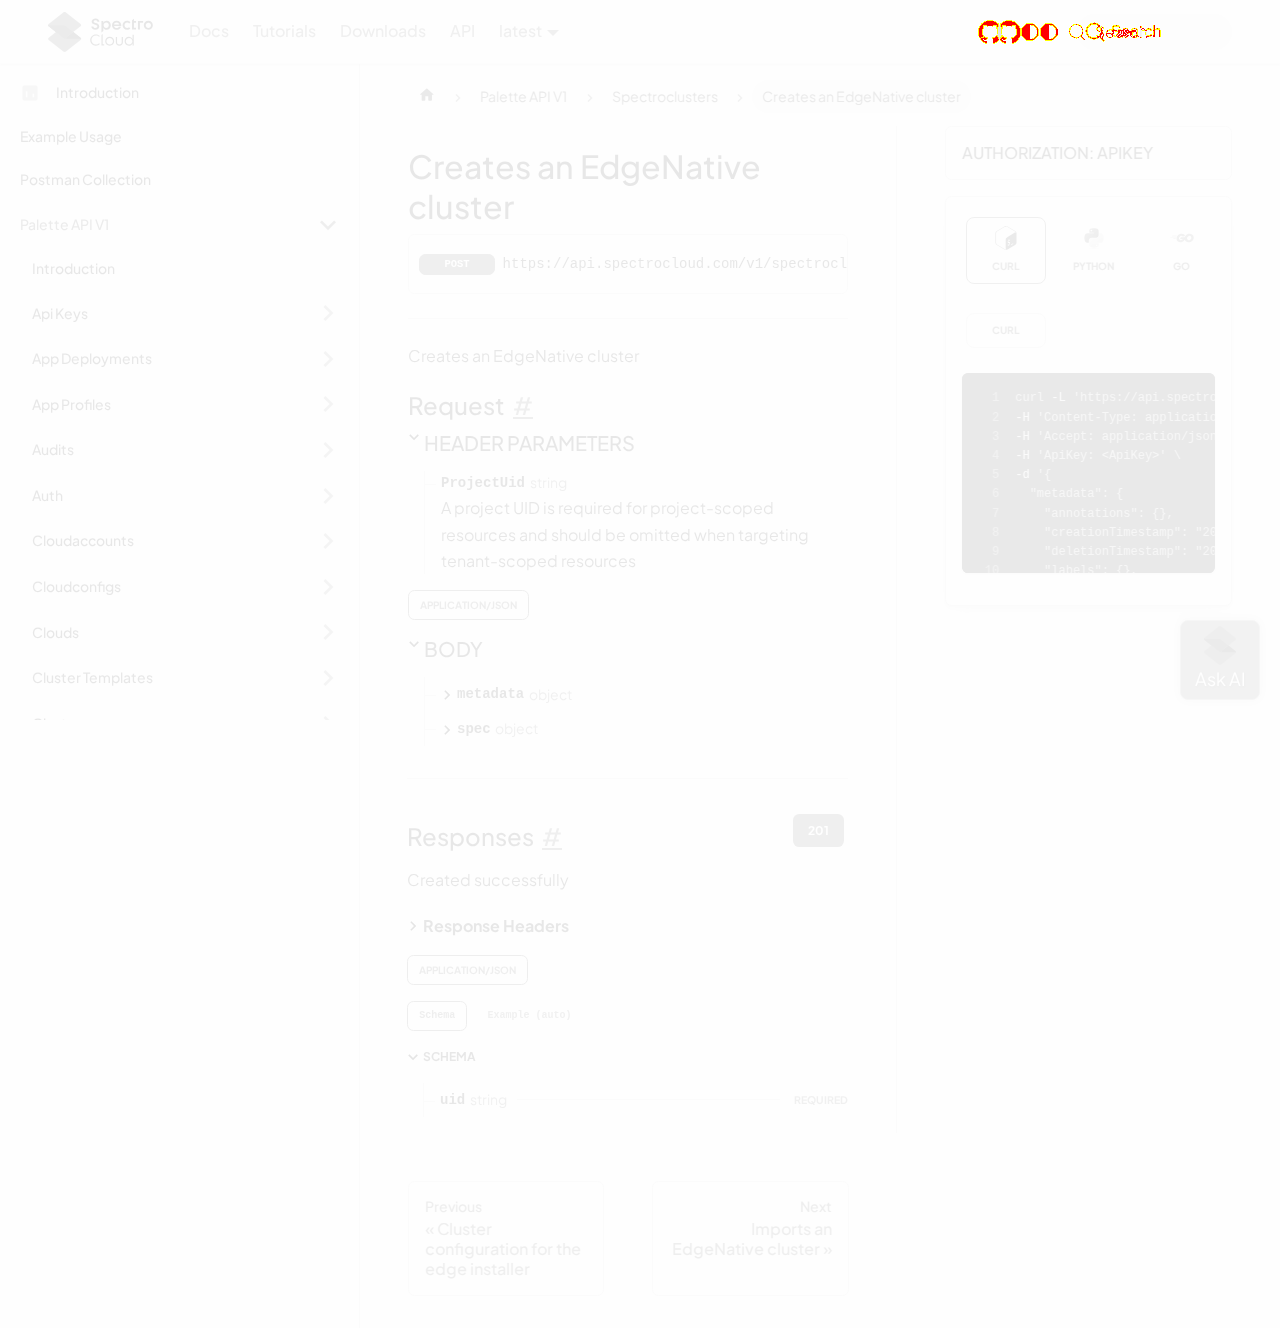 Spectro
Cloud
Docs
Tutorials
Downloads
API
latest
Search
Introduction
Example Usage
Postman Collection
Palette API V1
Introduction
Api Keys
App Deployments
App Profiles
Audits
Auth
Cloudaccounts
Cloudconfigs
Clouds
Cluster Templates
Palette API V1
Spectroclusters
Creates an EdgeNative cluster
Creates an EdgeNative
cluster
POST
https://api.spectrocloud.com/v1/spectrocl
Creates an EdgeNative cluster
Request #
HEADER PARAMETERS
ProjectUid string
A project UID is required for project-scoped
resources and should be omitted when targeting
tenant-scoped resources
APPLICATION/JSON
BODY
metadata object
spec object
Responses #
201
Created successfully
Response Headers
APPLICATION/JSON
Schema
Example (auto)
SCHEMA
uid string
REQUIRED
Previous
« Cluster
configuration for the
edge installer
Next
Imports an
EdgeNative cluster »
AUTHORIZATION: APIKEY
CURL
PYTHON
GO
GO
CURL
1 curl -L 'https://api.spectro
2 -H 'Content-Type: applicatio
3 -H 'Accept: application/json
4 -H 'ApiKey: <ApiKey>' \
5 -d '{
6 "metadata": {
7 "annotations": {},
8 "creationTimestamp": "20
9 "deletionTimestamp": "20
10 "labels": {},
Ask AI